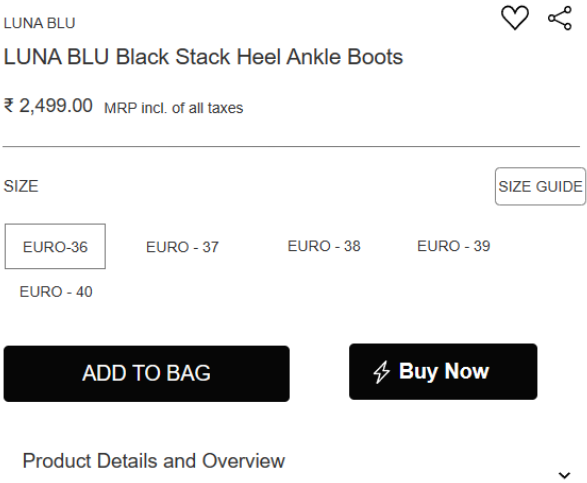 LUNA BLU
LUNA BLU Black Stack Heel Ankle Boots
₹ 2,499.00 MRP incl. of all taxes
SIZE SIZE GUIDE
EURO-36 EURO - 37 EURO - 38 EURO - 39
EURO - 40
ADD TO BAG Buy Now
Product Details and Overview